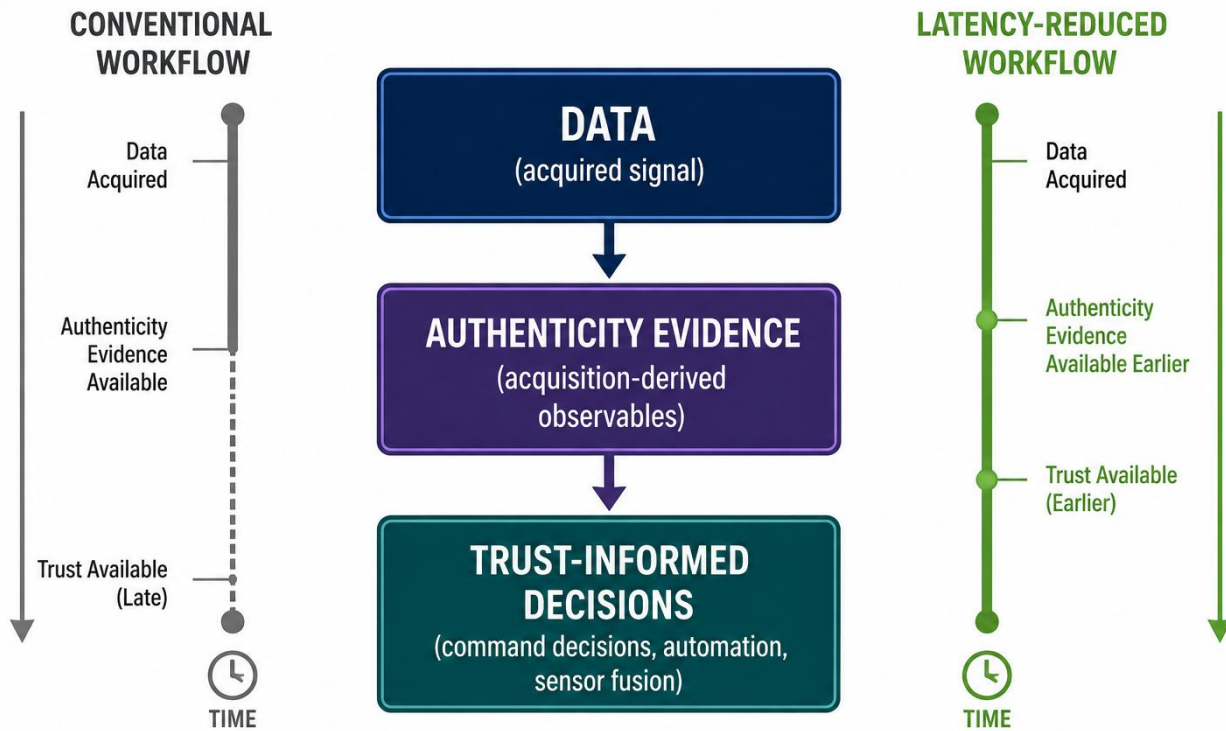 CONVENTIONAL
WORKFLOW
Data
Acquired
Authenticity
Evidence
Available
Trust Available
(Late)
TIME
DATA
(acquired signal)
AUTHENTICITY EVIDENCE
(acquisition-derived
observables)
TRUST-INFORMED
DECISIONS
(command decisions, automation,
sensor fusion)
LATENCY-REDUCED
WORKFLOW
Data
Acquired
Authenticity
Evidence
Available Earlier
Trust Available
(Earlier)
TIME